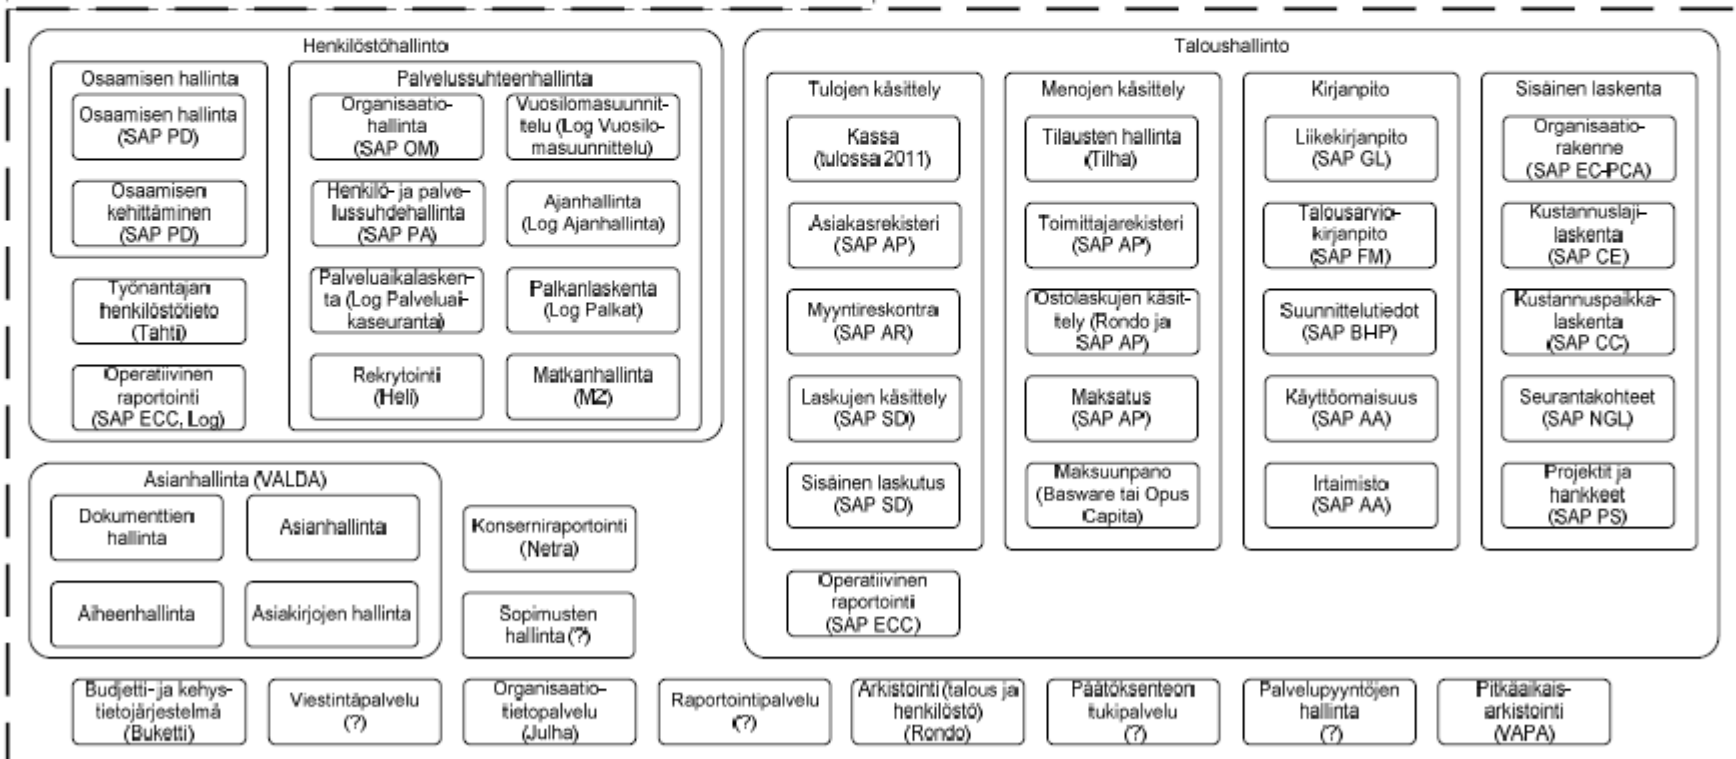 Henkilöstöhallinto
Osaamisen hallinta
Osaamisen hallinta
(SAP PD)
Osaamisen
kehittäminen
(SAP PD)
Työnantajan
henkilöstötieto
(Tahti)
Operatiivinen
raportointi
(SAP ECC, Log)
Palvelussuhteenhallinta
Organisaatio-
hallinta
(SAP OM)
Vuosilomasuunnit-
telu (Log Vuosilo-
masuunnittelu)
Henkilö- ja palve-
lussuhdehallinta
(SAP PA)
Ajanhallinta
(Log Ajanhallinta)
Palveluaikalasken-
ta (Log Palveluai-
kaseuranta)
Palkanlaskenta
(Log Palkat)
Rekrytointi
(Heli)
Matkanhallinta
(M2)
Taloushallinto
Tulojen käsittely
Kassa
(tulossa 2011)
Asiakasrekisteri
(SAP AP)
Myyntireskontra
(SAP AR)
Laskujen käsittely
(SAP SD)
Sisäinen laskutus
(SAP SD)
Operatiivinen
raportointi
(SAP ECC)
Menojen käsittely
Tilausten hallinta
(Tilha)
Toimittajarekisteri
(SAP AP)
Ostolaskujen käsit-
tely (Rondo ja
SAP AP)
Maksatus
(SAP AP)
Maksuunpano
(Basware tai Opus
Capita)
Kirjanpito
Liikekirjanpito
(SAP GL)
Talousarvio-
kirjanpito
(SAP FM)
Suunnittelutiedot
(SAP BHP)
Käyttöomaisuus
(SAP AA)
Irtaimisto
(SAP AA)
Sisäinen laskenta
Organisaatio-
rakenne
(SAP EC-PCA)
Kustannuslaji-
laskenta
(SAP CE)
Kustannuspaikka-
laskenta
(SAP CC)
Seurantakohteet
(SAP NGL)
Projektit ja
hankkeet
(SAP PS)
Asianhallinta (VALDA)
Dokumenttien
hallinta
Asianhallinta
Aiheenhallinta
Asiakirjojen hallinta
Konserniraportointi
(Netra)
Sopimusten
hallinta (?)
Budjetti- ja kehys-
tietojärjestelmä
(Buketti)
Viestintäpalvelu
(?)
Organisaatio-
tietopalvelu
(Julha)
Raportointipalvelu
(?)
Arkistointi (talous ja
henkilöstö)
(Rondo)
Päätöksenteon
tukipalvelu
(?)
Palvelupyyntöjen
hallinta
(?)
Pitkäaikais-
arkistointi
(VAPA)